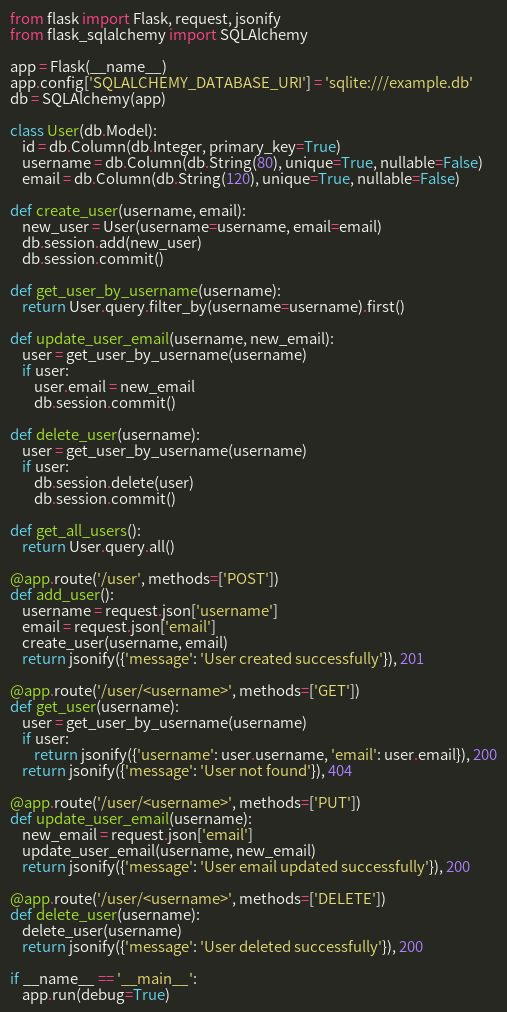 from flask import Flask, request, jsonify
from flask_sqlalchemy import SQLAlchemy

app = Flask(__name__)
app.config['SQLALCHEMY_DATABASE_URI'] = 'sqlite:///example.db'
db = SQLAlchemy(app)

class User(db.Model):
    id = db.Column(db.Integer, primary_key=True)
    username = db.Column(db.String(80), unique=True, nullable=False)
    email = db.Column(db.String(120), unique=True, nullable=False)

def create_user(username, email):
    new_user = User(username=username, email=email)
    db.session.add(new_user)
    db.session.commit()

def get_user_by_username(username):
    return User.query.filter_by(username=username).first()

def update_user_email(username, new_email):
    user = get_user_by_username(username)
    if user:
        user.email = new_email
        db.session.commit()

def delete_user(username):
    user = get_user_by_username(username)
    if user:
        db.session.delete(user)
        db.session.commit()

def get_all_users():
    return User.query.all()

@app.route('/user', methods=['POST'])
def add_user():
    username = request.json['username']
    email = request.json['email']
    create_user(username, email)
    return jsonify({'message': 'User created successfully'}), 201

@app.route('/user/<username>', methods=['GET'])
def get_user(username):
    user = get_user_by_username(username)
    if user:
        return jsonify({'username': user.username, 'email': user.email}), 200
    return jsonify({'message': 'User not found'}), 404

@app.route('/user/<username>', methods=['PUT'])
def update_user_email(username):
    new_email = request.json['email']
    update_user_email(username, new_email)
    return jsonify({'message': 'User email updated successfully'}), 200

@app.route('/user/<username>', methods=['DELETE'])
def delete_user(username):
    delete_user(username)
    return jsonify({'message': 'User deleted successfully'}), 200

if __name__ == '__main__':
    app.run(debug=True)